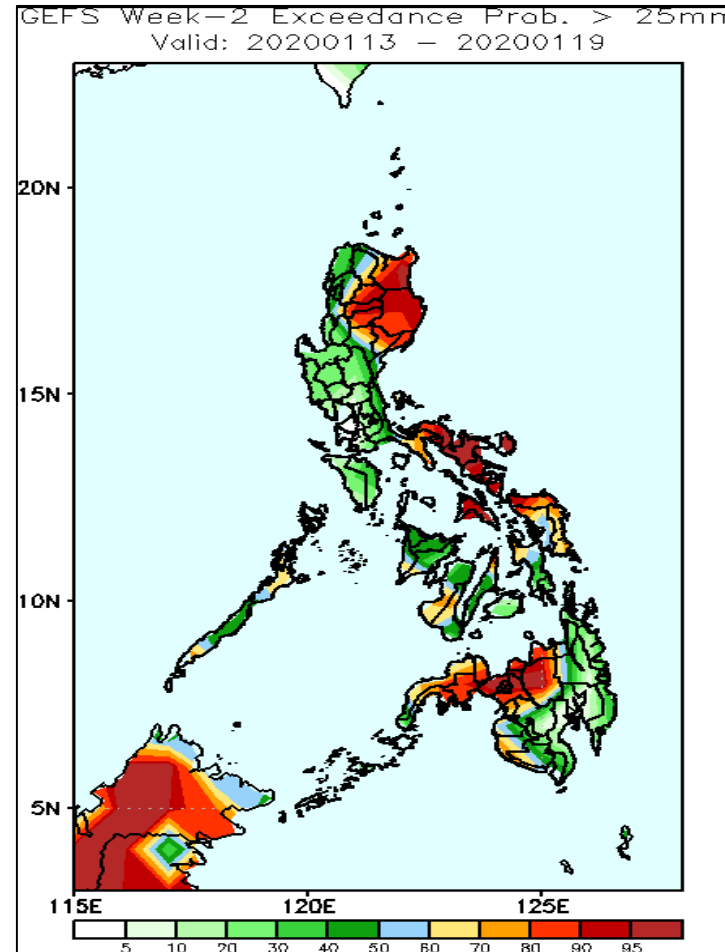 GEFS Week-2 Exceedance Prob. > 25mm
Valid: 20200113 - 20200119
20N
15N
10N
5N
115E 120E 125E
5 10 20 30 40 50 60 70 80 90 95